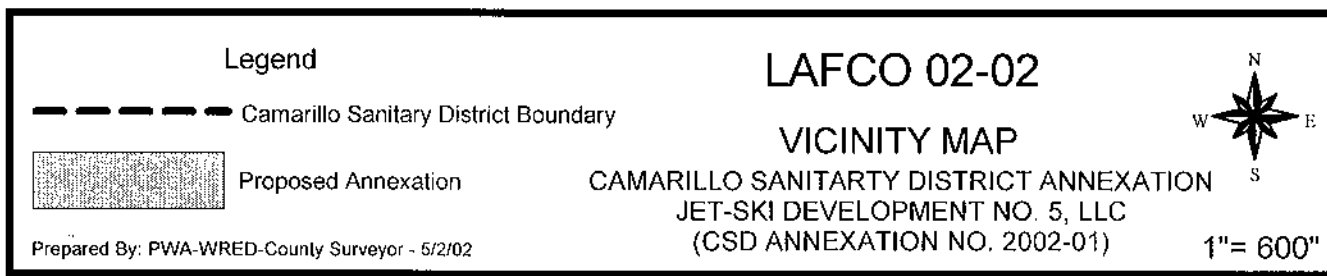 Legend
Camarillo Sanitary District Boundary
Proposed Annexation
Prepared By: PWA-WRED-County Surveyor - 5/2/02
LAFCO 02-02
VICINITY MAP
CAMARILLO SANITARTY DISTRICT ANNEXATION
JET-SKI DEVELOPMENT NO. 5, LLC
(CSD ANNEXATION NO. 2002-01)
N
W E
S
1"= 600"